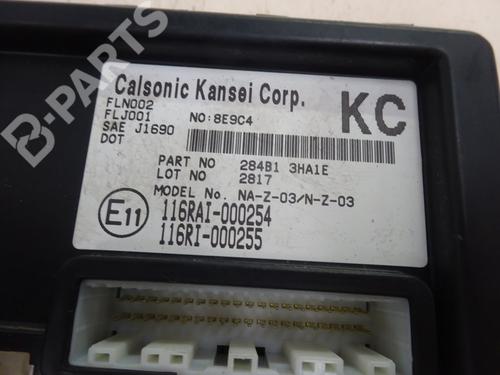 B-PARTS
Calsonic Kansei Corp.
KC
FLN002
FLJ001 NO:8E9C4
SAE J1690
DOT
PART NO 284B1 3HA1E
LOT NO 2817
MODEL No. NA-Z-03/N-Z-03
E11 116RAI-000254
116RI-000255